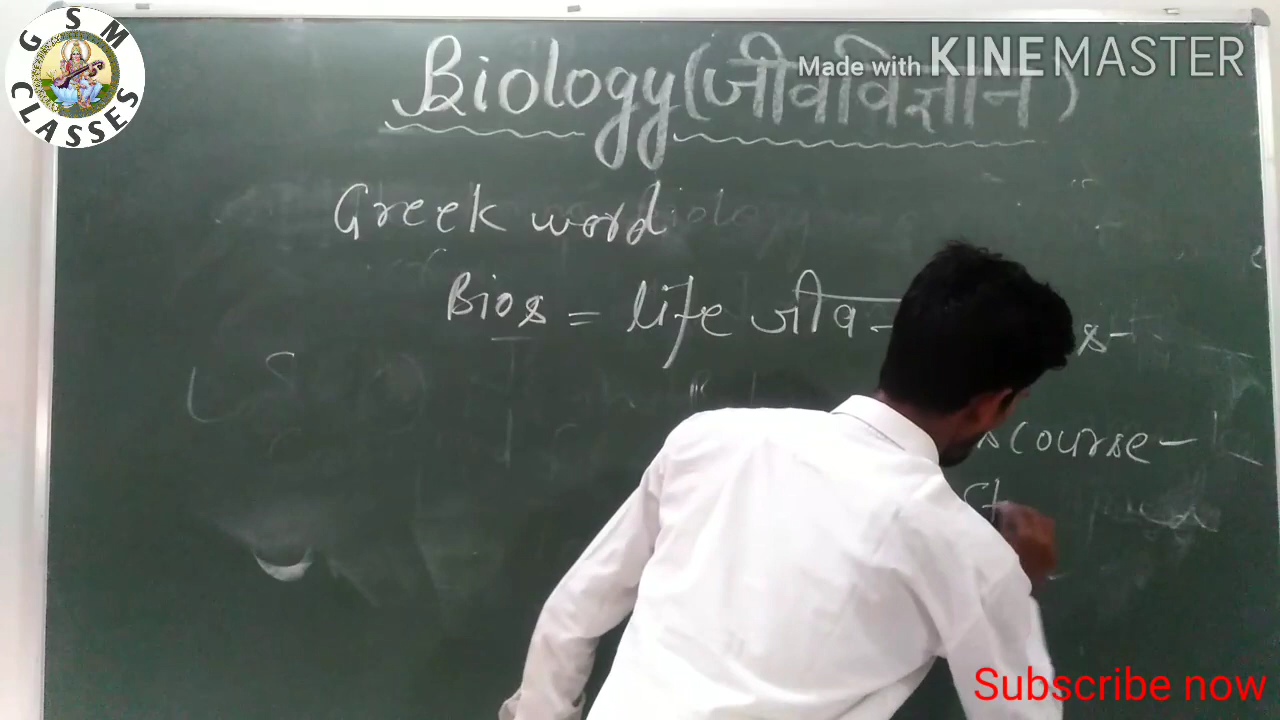 GSM CLASSES
Made with KINEMASTER
Biology (जीवविज्ञान)
Greek word
Bios = life जीव -
course -
Subscribe now